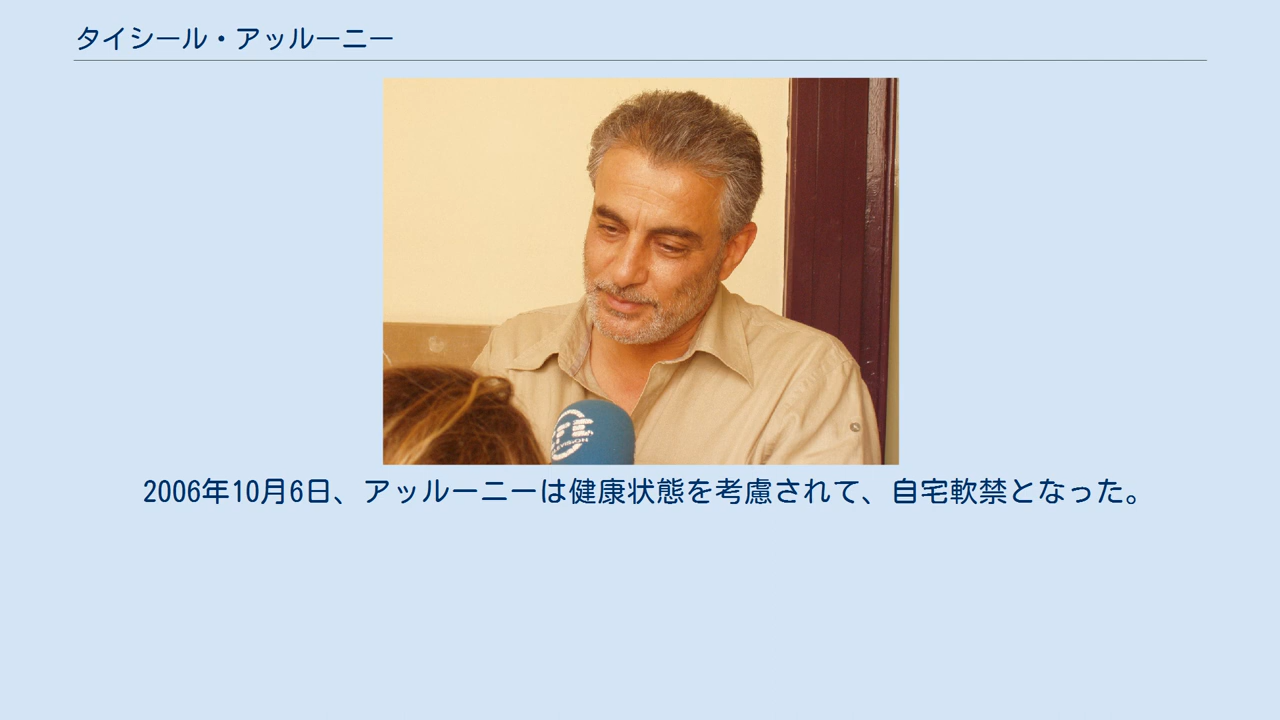 タイシール・アッルーニー
2006年10月6日、アッルーニーは健康状態を考慮されて、自宅軟禁となった。